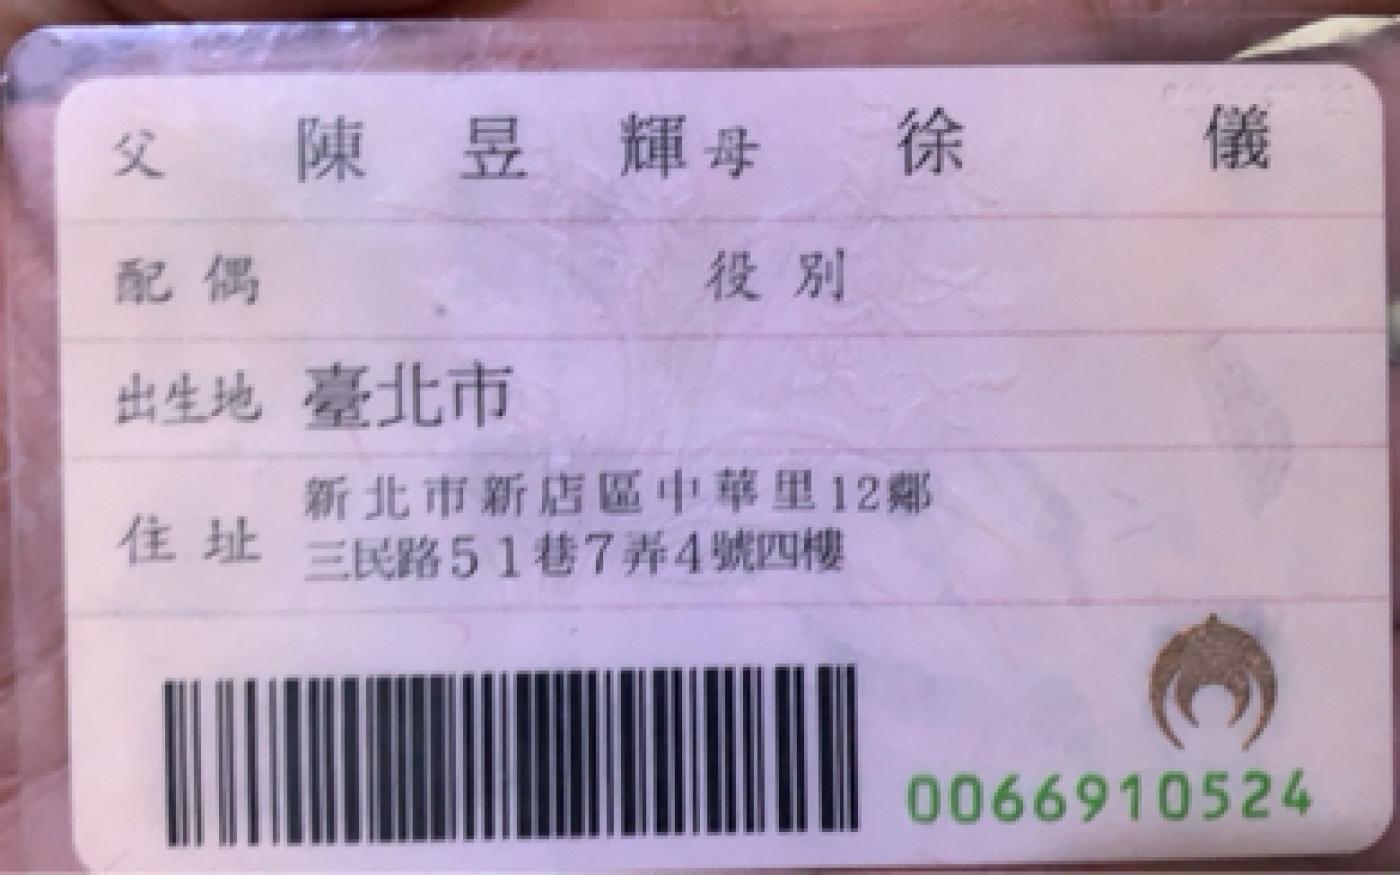 父 陳昱輝 母 徐儀
配偶 役別
出生地 臺北市
住址 新北市新店區中華里12鄰
三民路51巷7弄4號四樓
0066910524